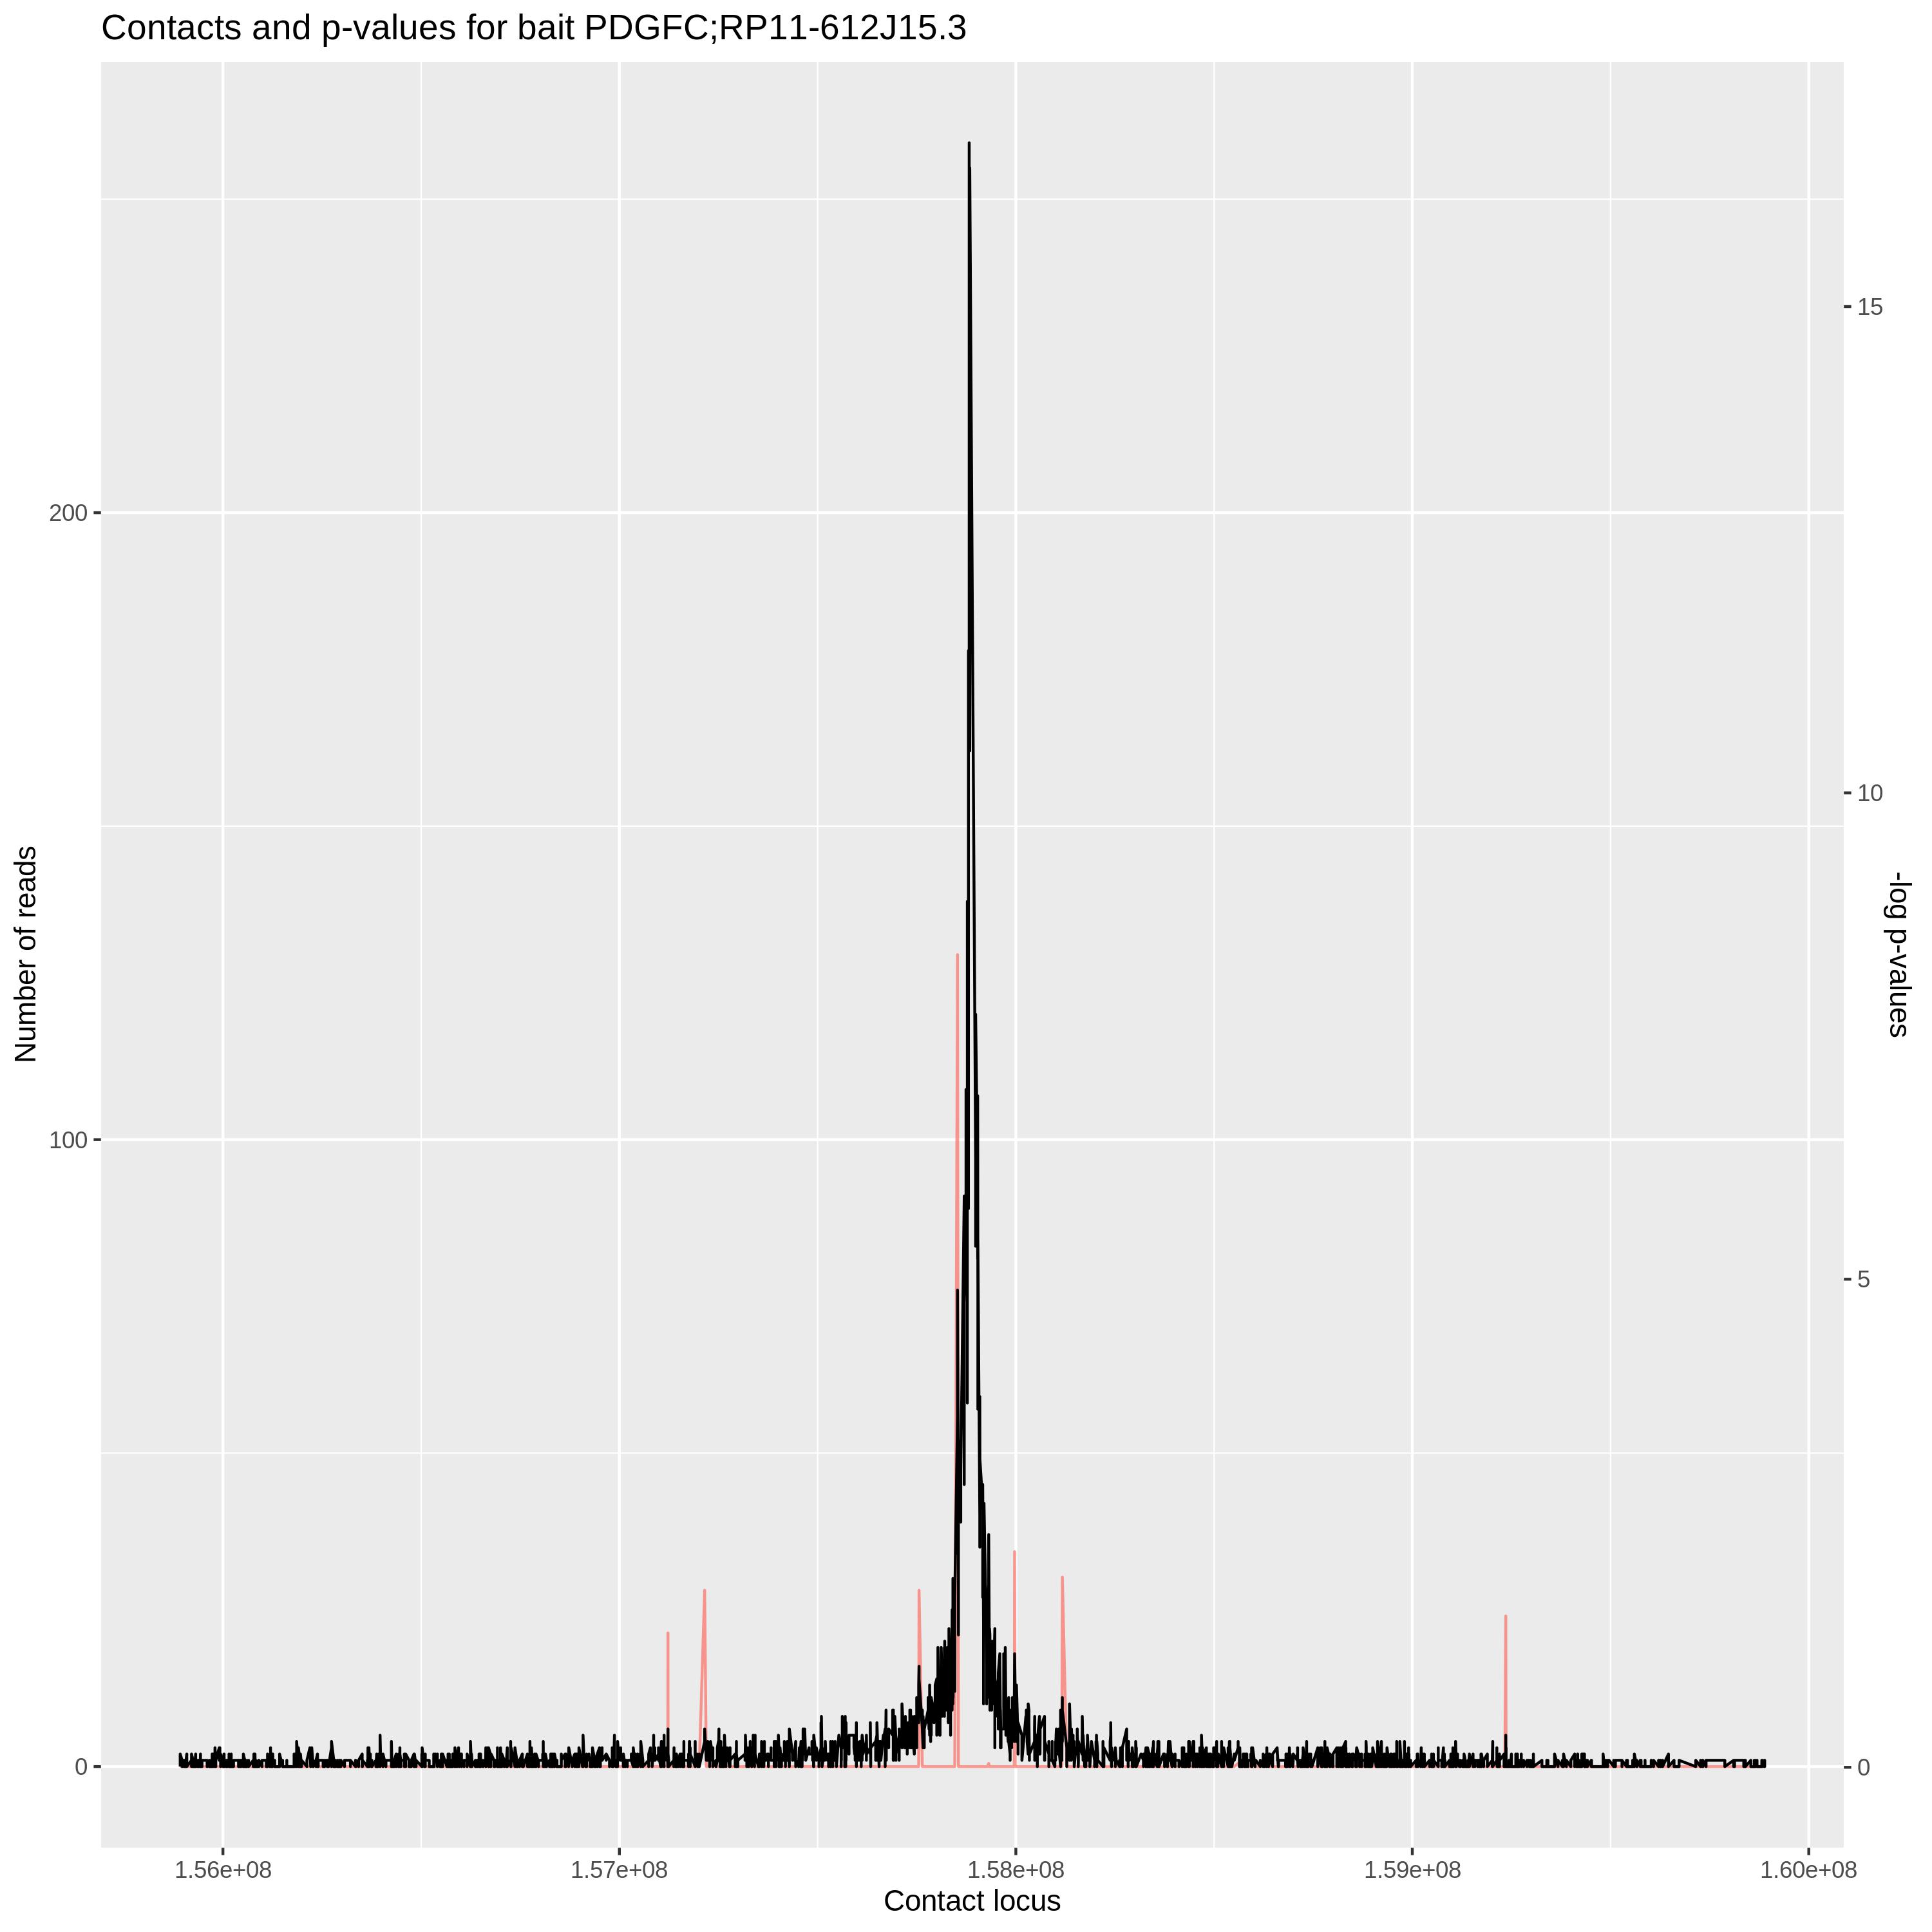 Contacts and p-values for bait PDGFC;RP11-612J15.3
Number of reads
200
100
0
15
10
5
0
-log p-values
1.56e+08 1.57e+08 1.58e+08 1.59e+08 1.60e+08
Contact locus